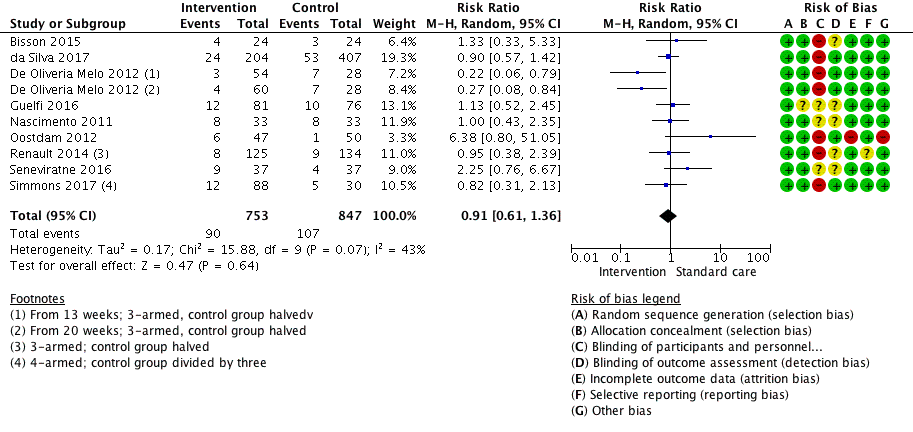 Intervention Control Risk Ratio Risk Ratio Risk of Bias
Study or Subgroup Events Total Events Total Weight M-H, Random, 95% CI M-H, Random, 95% CI A B C D E F G
Bisson 2015 4 24 3 24 6.4% 1.33 [0.33, 5.33] + + - ? + + +
da Silva 2017 24 204 53 407 19.3% 0.90 [0.57, 1.42] + + - + + + +
De Oliveria Melo 2012 (1) 3 54 7 28 7.2% 0.22 [0.06, 0.79] + + - + + + +
De Oliveria Melo 2012 (2) 4 60 7 28 8.4% 0.27 [0.08, 0.84] + + - + + + +
Guelfi 2016 12 81 10 76 13.1% 1.13 [0.52, 2.45] + ? ? ? + + +
Nascimento 2011 8 33 8 33 11.9% 1.00 [0.43, 2.35] + + ? ? + + +
Oostdam 2012 6 47 1 50 3.3% 6.38 [0.80, 51.05] + + - + - + -
Renault 2014 (3) 8 125 9 134 11.0% 0.95 [0.38, 2.39] + + - ? + ? +
Seneviratne 2016 9 37 4 37 9.0% 2.25 [0.76, 6.67] + + ? ? + + +
Simmons 2017 (4) 12 88 5 30 10.5% 0.82 [0.31, 2.13] + + - + + + +
Total (95% CI) 753 847 100.0% 0.91 [0.61, 1.36]
Total events 90 107
Heterogeneity: Tau² = 0.17; Chi² = 15.88, df = 9 (P = 0.07); I² = 43%
Test for overall effect: Z = 0.47 (P = 0.64)
0.01 0.1 1 10 100
Intervention Standard care
Footnotes
(1) From 13 weeks; 3-armed, control group halvedv
(2) From 20 weeks; 3-armed, control group halved
(3) 3-armed; control group halved
(4) 4-armed; control group divided by three
Risk of bias legend
(A) Random sequence generation (selection bias)
(B) Allocation concealment (selection bias)
(C) Blinding of participants and personnel...
(D) Blinding of outcome assessment (detection bias)
(E) Incomplete outcome data (attrition bias)
(F) Selective reporting (reporting bias)
(G) Other bias